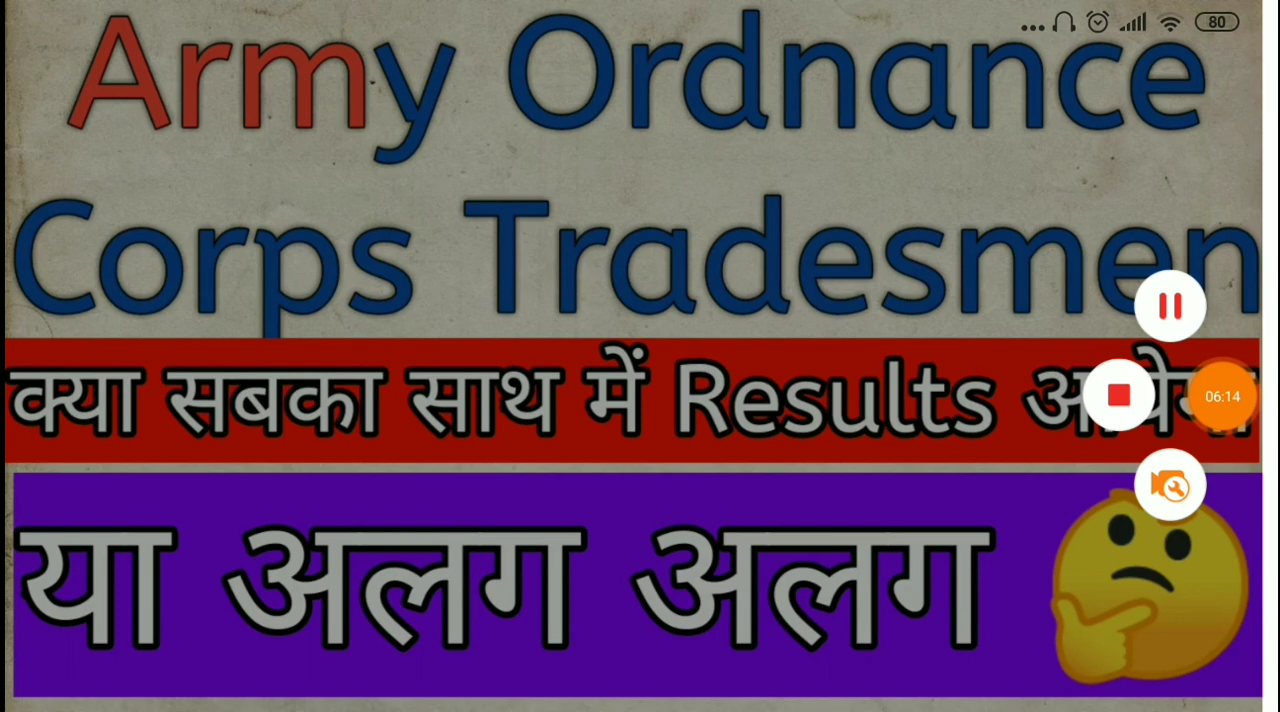 80
Army Ordnance
Corps Tradesmen
क्या सबका साथ में Results
06:14
या अलग अलग